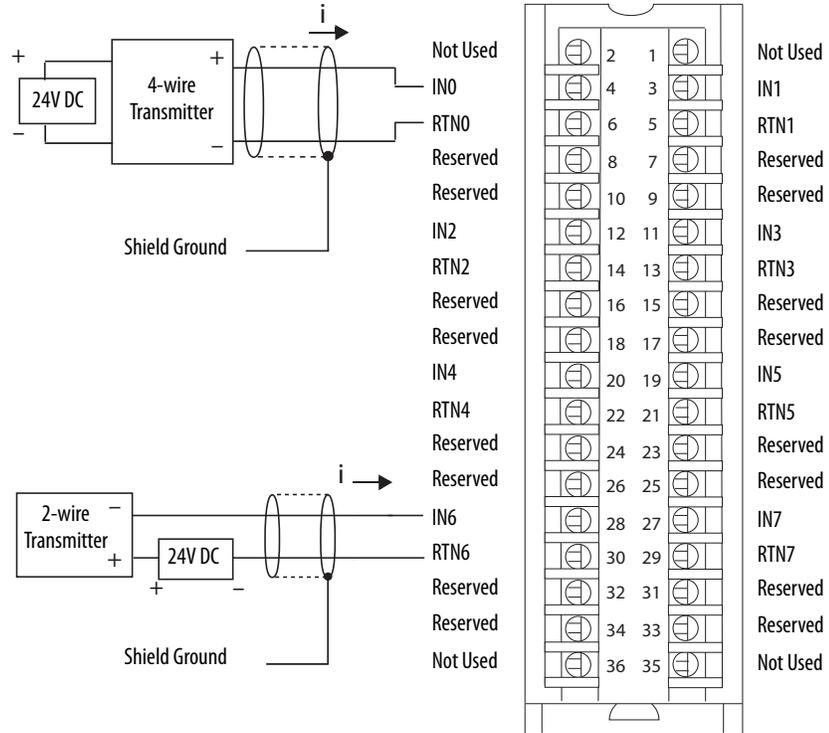 i
Not Used 2 1 Not Used
+ + 4-wire Transmitter 24V DC IN0 4 3 IN1
− − RTN0 6 5 RTN1
Reserved 8 7 Reserved
Reserved 10 9 Reserved
Shield Ground IN2 12 11 IN3
RTN2 14 13 RTN3
Reserved 16 15 Reserved
Reserved 18 17 Reserved
IN4 20 19 IN5
RTN4 22 21 RTN5
Reserved 24 23 Reserved
i Reserved 26 25 Reserved
2-wire Transmitter − IN6 28 27 IN7
+ 24V DC RTN6 30 29 RTN7
+ − Reserved 32 31 Reserved
Reserved 34 33 Reserved
Shield Ground Not Used 36 35 Not Used